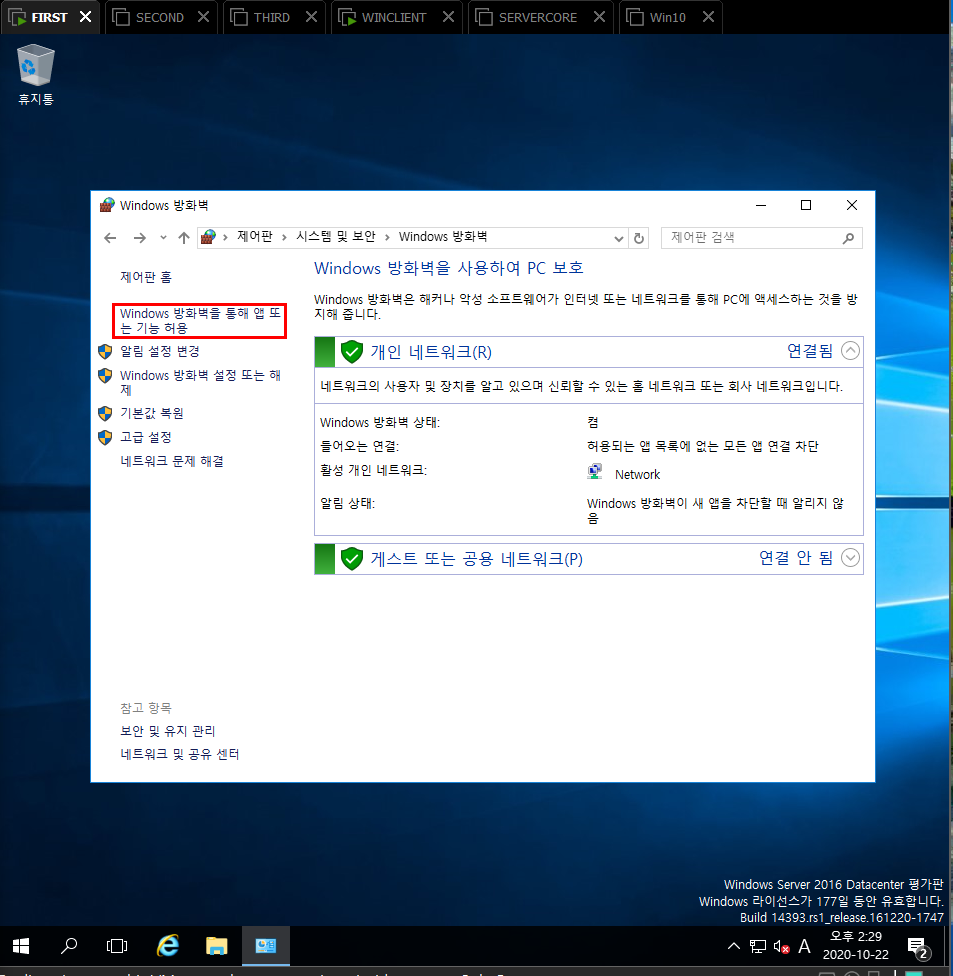 FIRST
SECOND
THIRD
WINCLIENT
SERVERCORE
Win10
휴지통
Windows 방화벽
제어판 › 시스템 및 보안 › Windows 방화벽
제어판 검색
제어판 홈
Windows 방화벽을 통해 앱 또
는 기능 허용
알림 설정 변경
Windows 방화벽 설정 또는 해
제
기본값 복원
고급 설정
네트워크 문제 해결
Windows 방화벽을 사용하여 PC 보호
Windows 방화벽은 해커나 악성 소프트웨어가 인터넷 또는 네트워크를 통해 PC에 액세스하는 것을 방
지해 줍니다.
개인 네트워크(R) 연결됨
네트워크의 사용자 및 장치를 알고 있으며 신뢰할 수 있는 홈 네트워크 또는 회사 네트워크입니다.
Windows 방화벽 상태: 켬
들어오는 연결: 허용되는 앱 목록에 없는 모든 앱 연결 차단
활성 개인 네트워크: Network
알림 상태: Windows 방화벽이 새 앱을 차단할 때 알리지 않
음
게스트 또는 공용 네트워크(P) 연결 안 됨
참고 항목
보안 및 유지 관리
네트워크 및 공유 센터
Windows Server 2016 Datacenter 평가판
Windows 라이선스가 177일 동안 유효합니다.
Build 14393.rs1_release.161220-1747
A
오후 2:29
2020-10-22
2